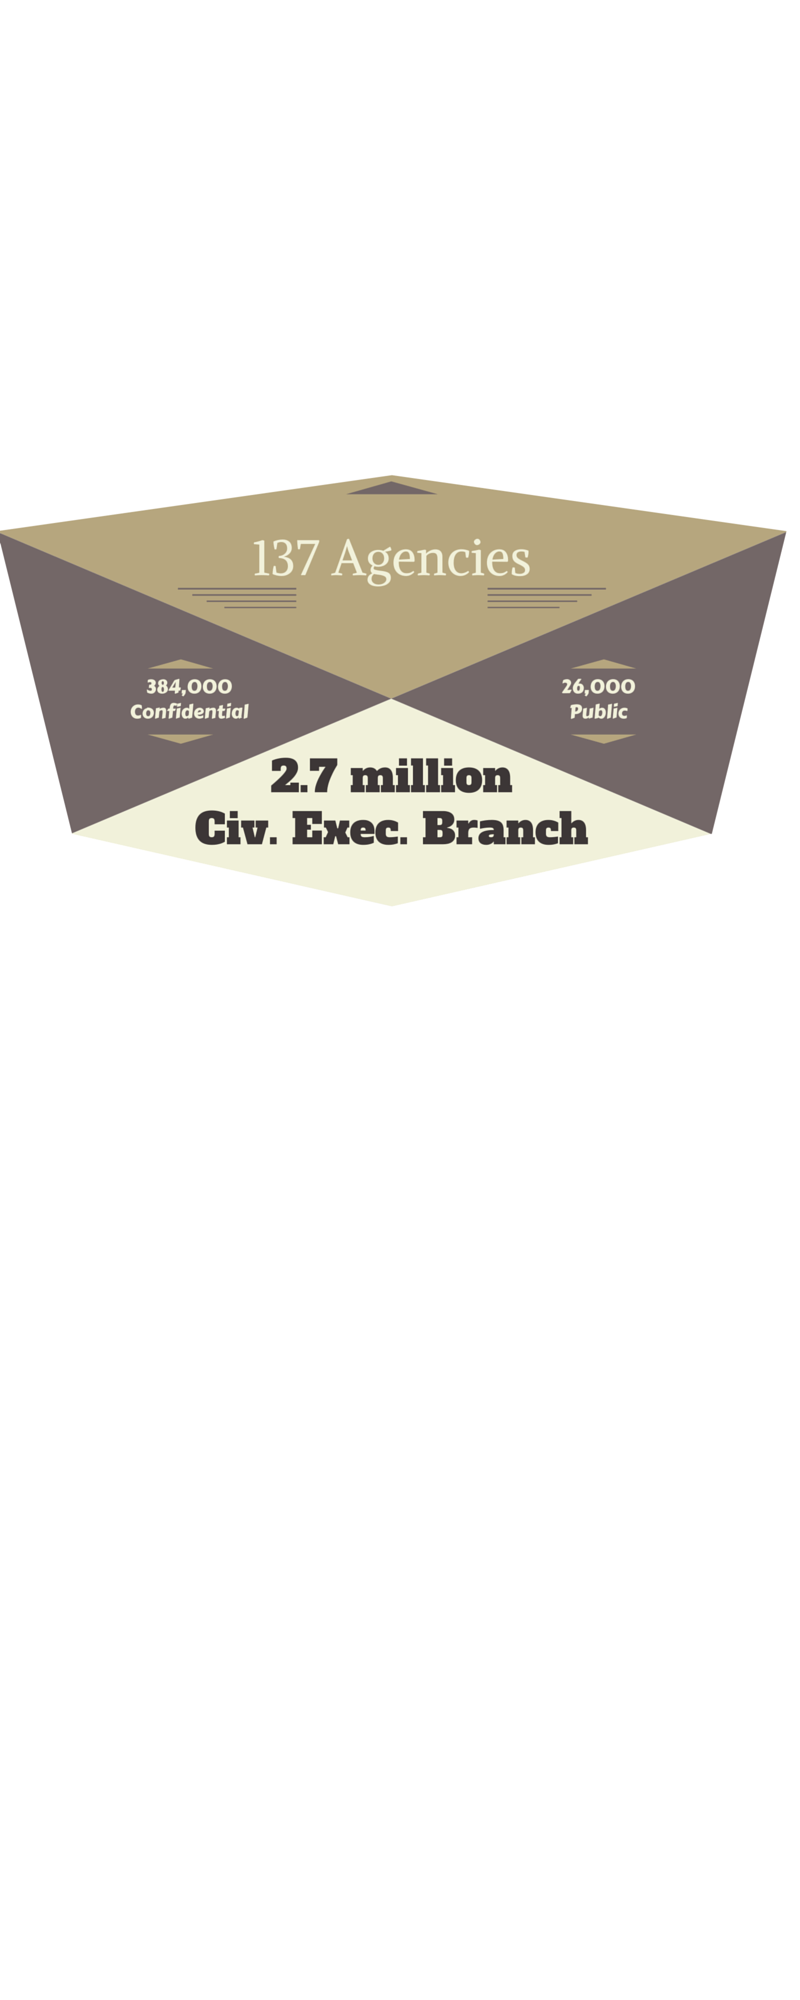 137 Agencies
384,000
Confidential
26,000
Public
2.7 million
Civ. Exec. Branch